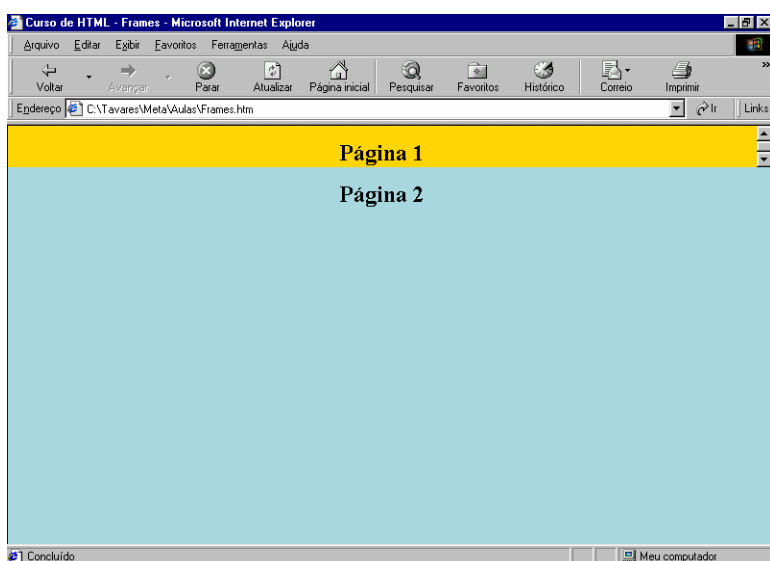 Curso de HTML - Frames - Microsoft Internet Explorer
Arquivo Editar Exibir Favoritos Ferramentas Ajuda
Voltar Avançar Parar Atualizar Página inicial Pesquisar Favoritos Histórico Correio Imprimir »
Endereço C:\Tavares\Meta\Aulas\Frames.htm Ir Links
Página 1
Página 2
Concluído Meu computador